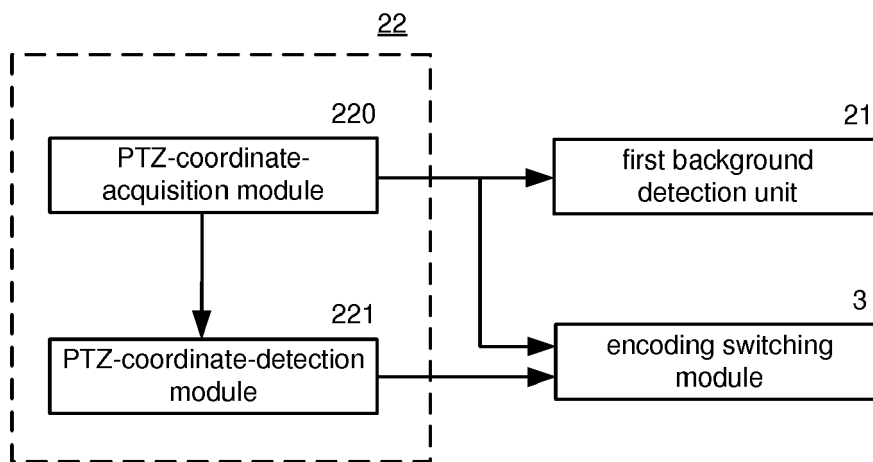 22
220
PTZ-coordinate-
acquisition module
21
first background
detection unit
221
PTZ-coordinate-detection
module
3
encoding switching
module